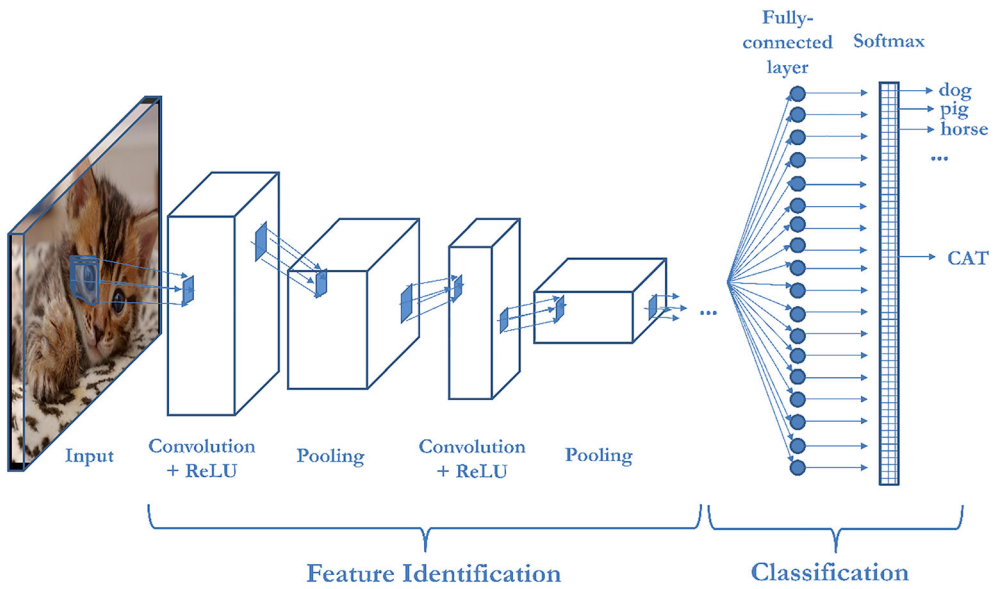 Fully-
connected
layer
Softmax
dog
pig
horse
...
CAT
...
Input
Convolution
+ ReLU
Pooling
Convolution
+ ReLU
Pooling
Feature Identification
Classification